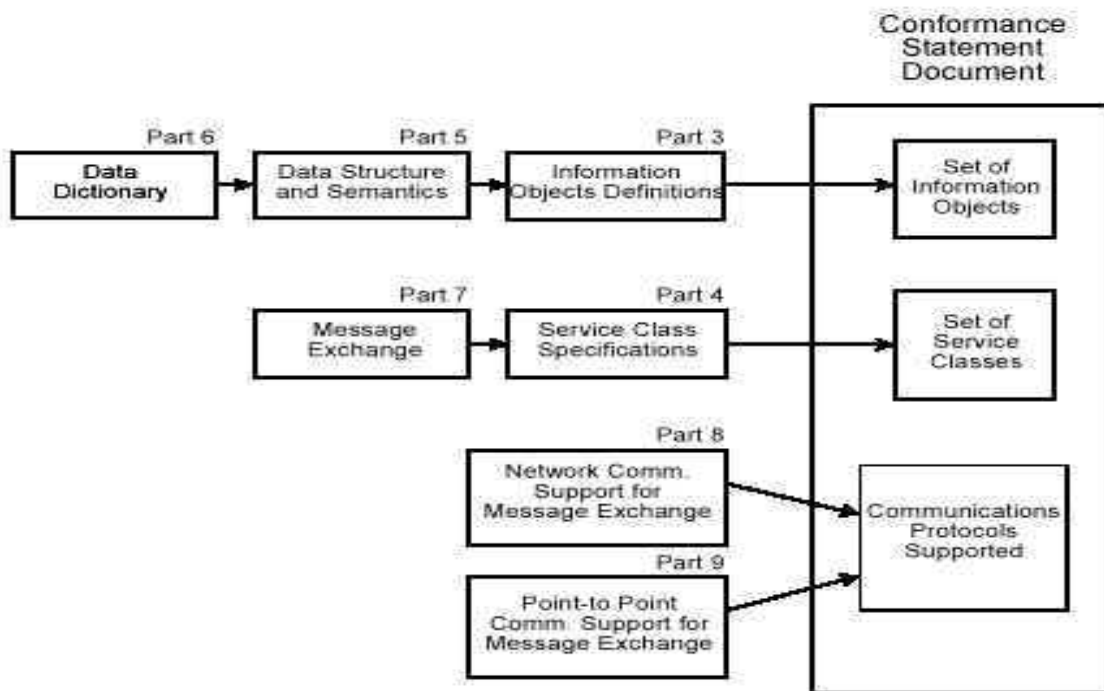 Conformance
Statement
Document
Part 6
Data
Dictionary
Part 5
Data Structure
and Semantics
Part 3
Information
Objects Definitions
Set of
Information
Objects
Part 7
Message
Exchange
Part 4
Service Class
Specifications
Set of
Service
Classes
Part 8
Network Comm.
Support for
Message Exchange
Part 9
Point-to Point
Comm. Support for
Message Exchange
Communications
Protocols
Supported